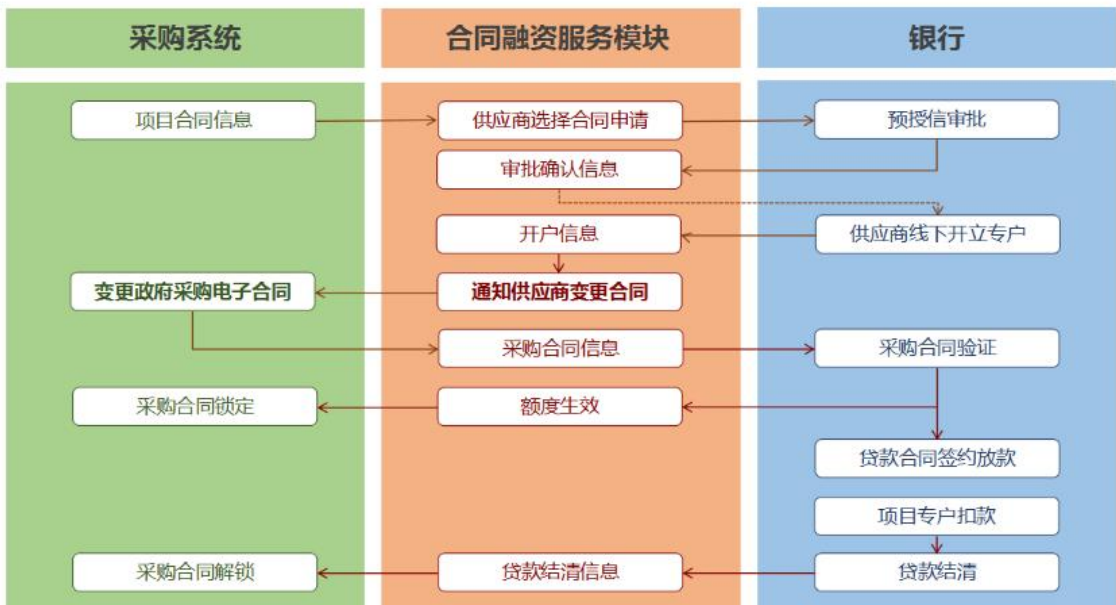 采购系统
合同融资服务模块
银行
项目合同信息
供应商选择合同申请
预授信审批
审批确认信息
开户信息
供应商线下开立专户
变更政府采购电子合同
通知供应商变更合同
采购合同信息
采购合同验证
采购合同锁定
额度生效
贷款合同签约放款
项目专户扣款
采购合同解锁
贷款结清信息
贷款结清